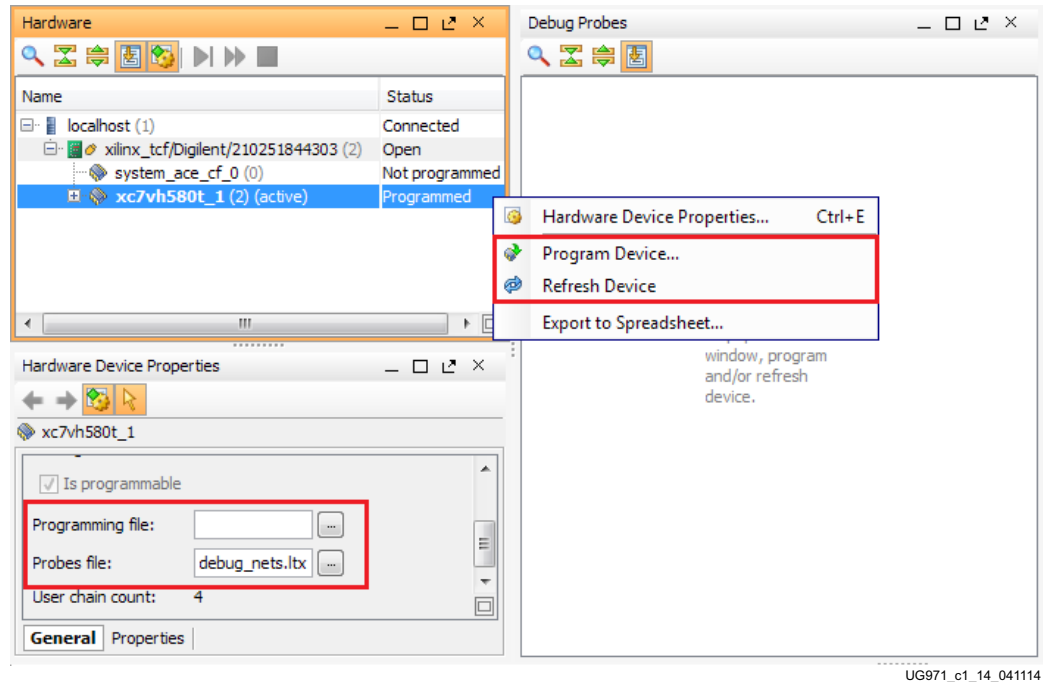 Hardware
Name Status
localhost (1) Connected
xilinx_tcf/Digilent/210251844303 (2) Open
system_ace_cf_0 (0) Not programmed
xc7vh580t_1 (2) (active) Programmed
Debug Probes
Hardware Device Properties... Ctrl+E
Program Device...
Refresh Device
Export to Spreadsheet...
window, program
and/or refresh
device.
Hardware Device Properties
xc7vh580t_1
Is programmable
Programming file: ...
Probes file: debug_nets.ltx ...
User chain count: 4
General Properties
UG971_c1_14_041114